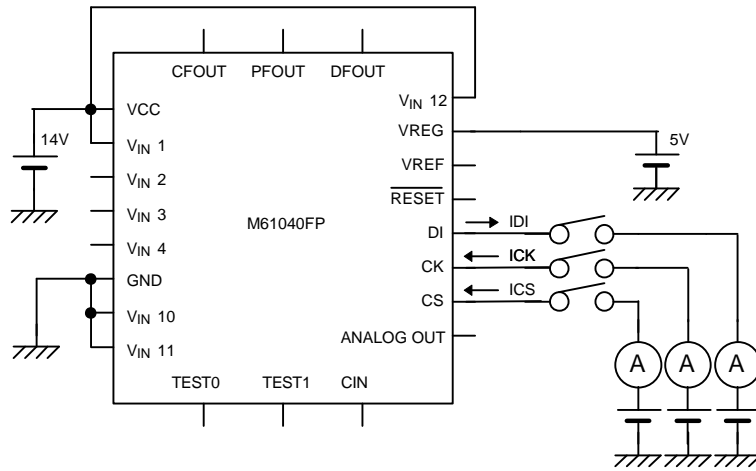 CFOUT PFOUT DFOUT
VCC
VIN 1
VIN 2
VIN 3
VIN 4
GND
VIN 10
VIN 11
14V
M61040FP
VIN 12
VREG
VREF
RESET
DI
CK
CS
ANALOG OUT
5V
IDI
ICK
ICS
TEST0 TEST1 CIN
A A A